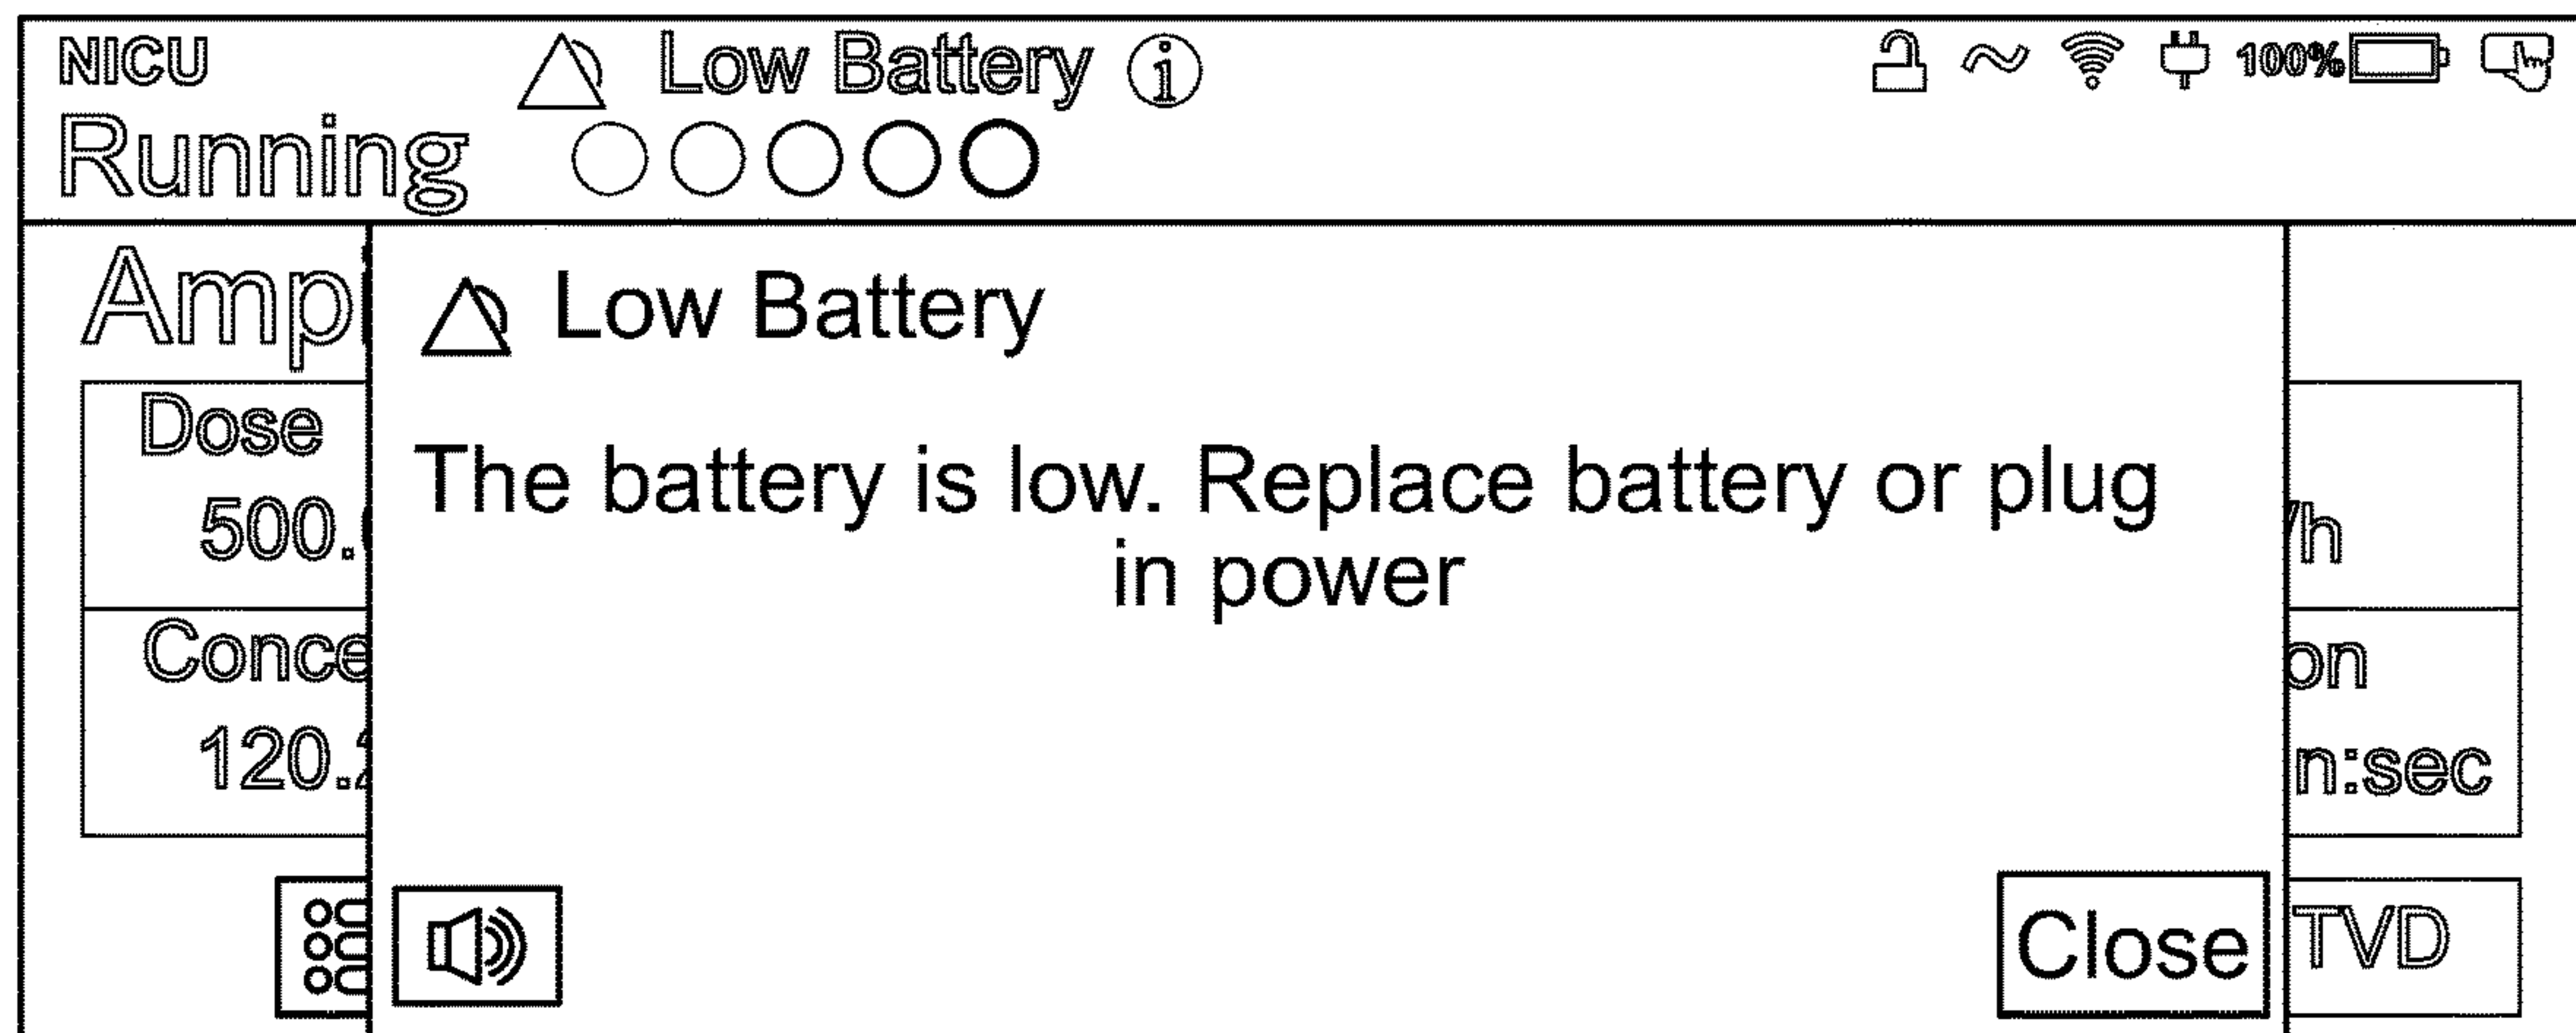 NICU
Low Battery i
100%
Running
Low Battery
The battery is low. Replace battery or plug
in power
Dose
500.
/h
Conce
on
120.
n:sec
Close
TVD